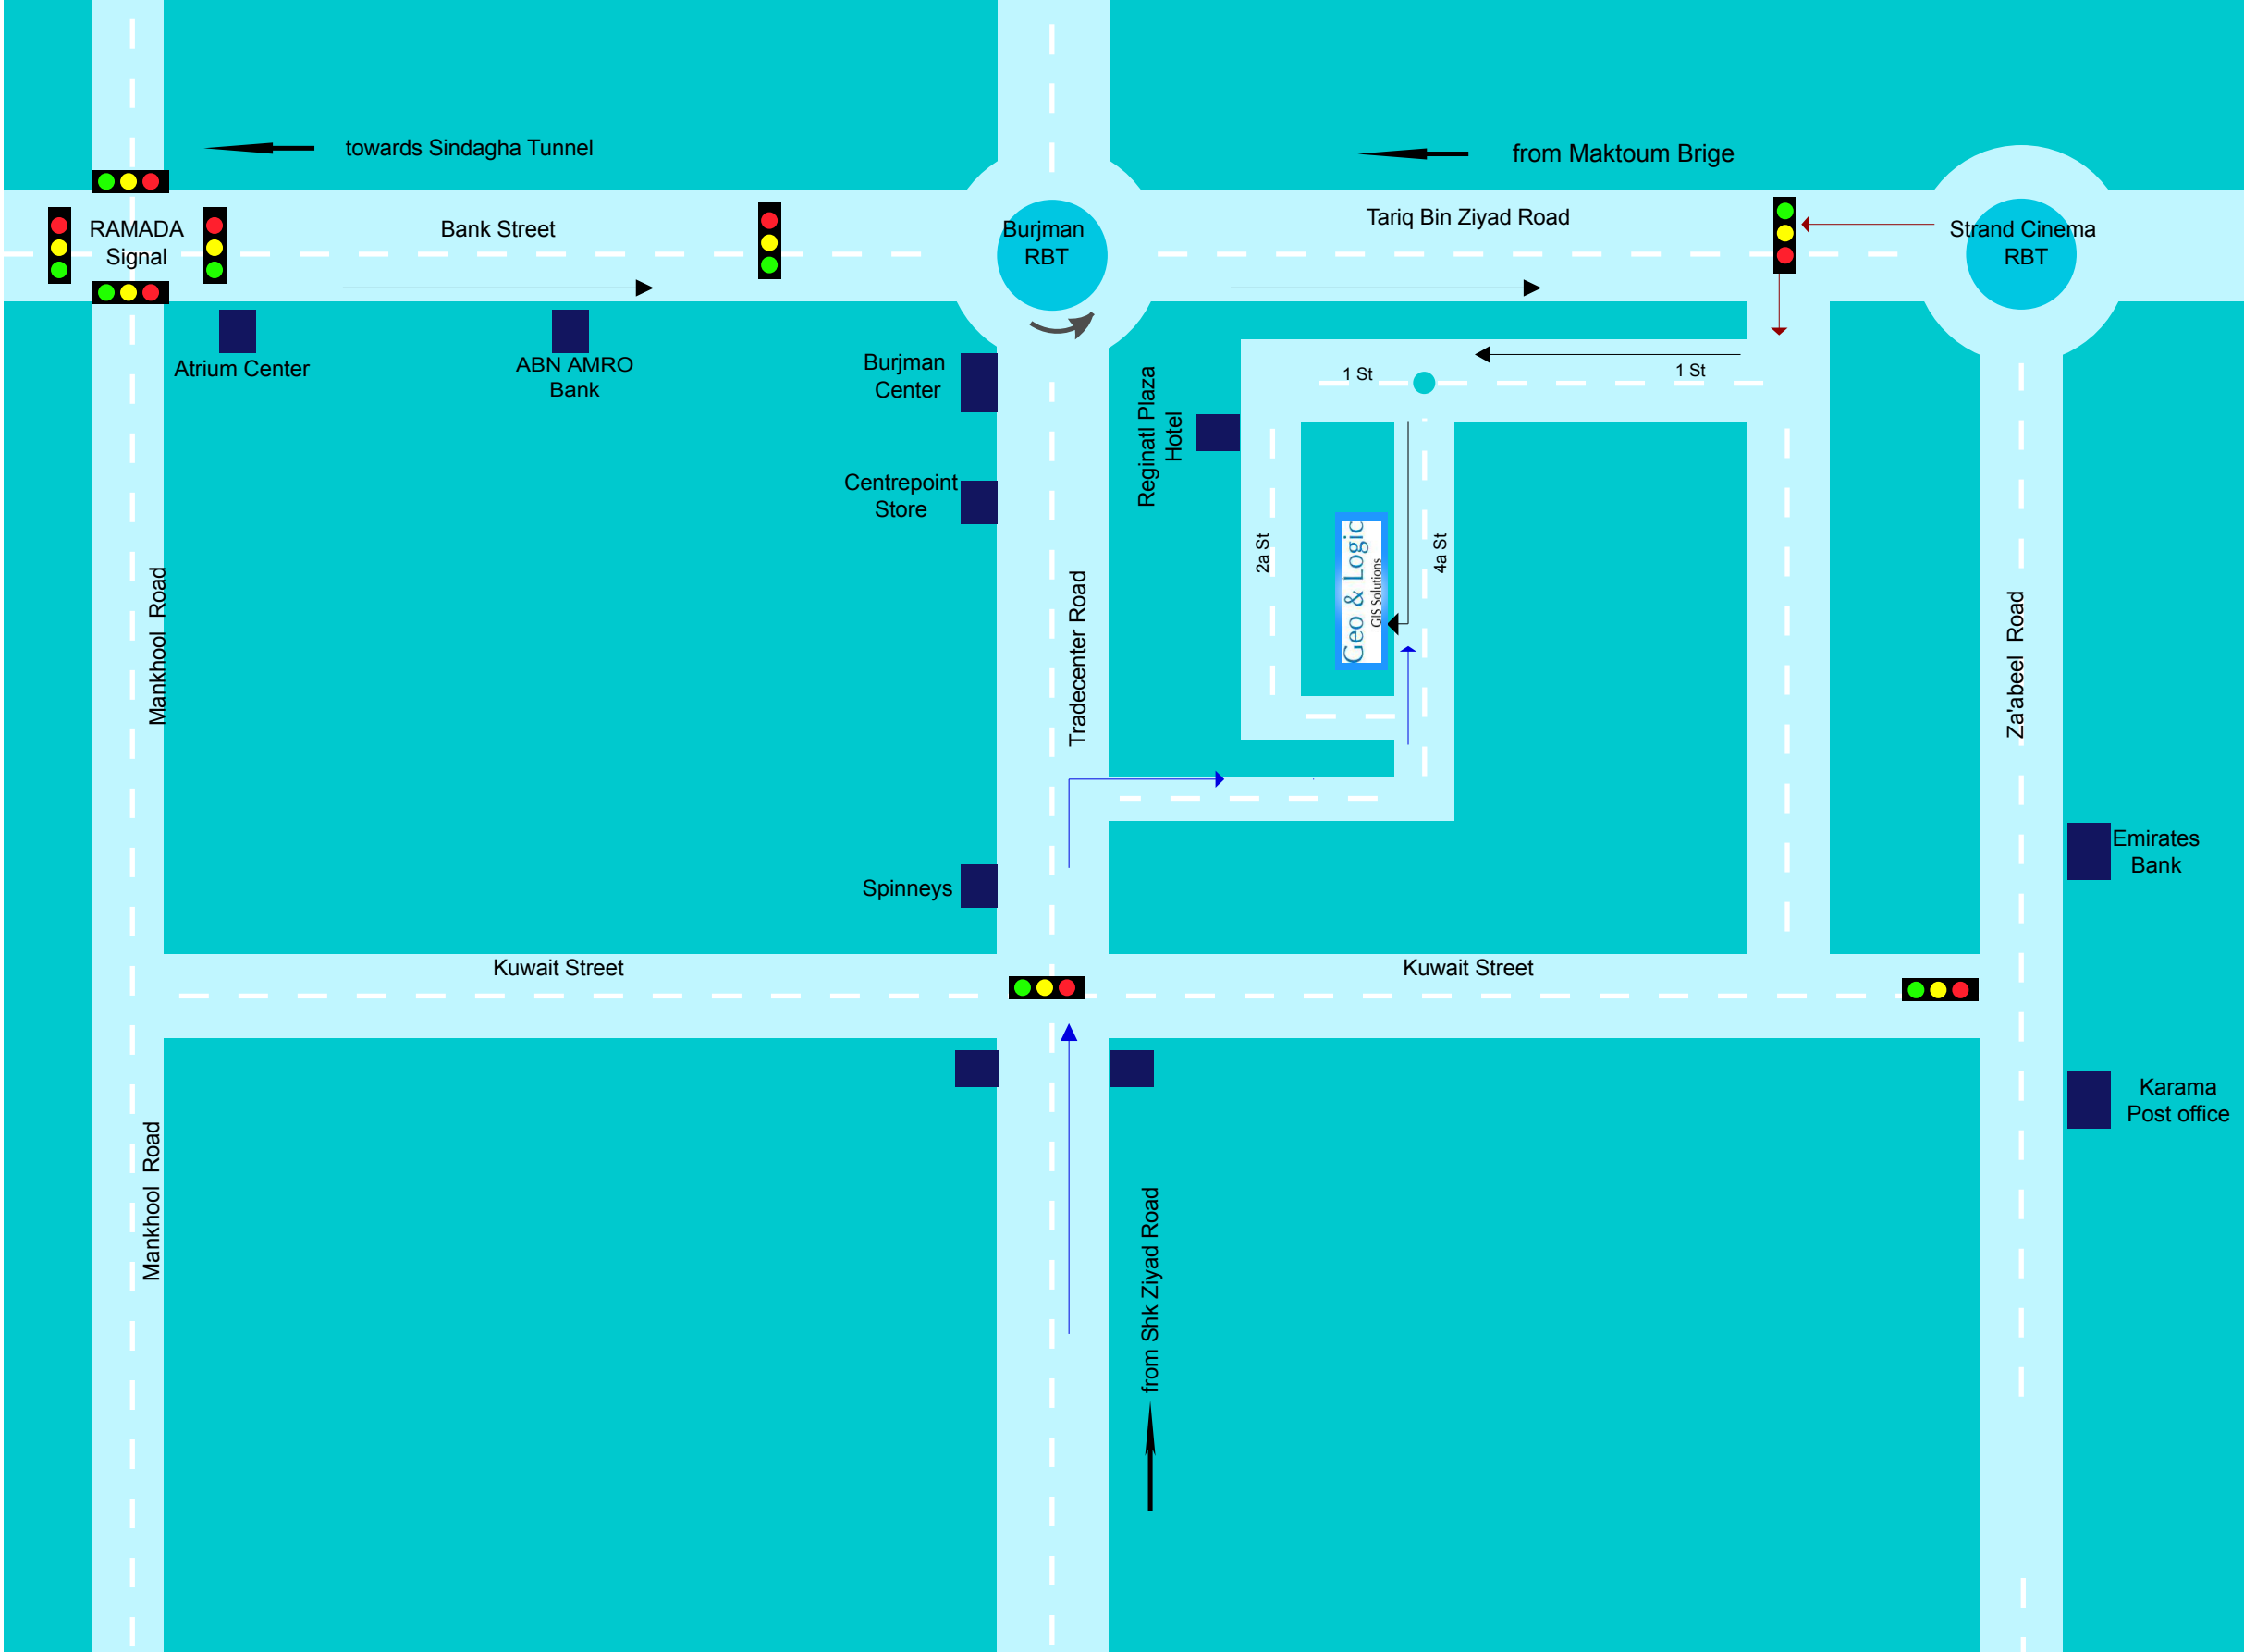 towards Sindagha Tunnel
from Maktoum Brige
RAMADA
Signal
Bank Street
Burjman
RBT
Tariq Bin Ziyad Road
Strand Cinema
RBT
Atrium Center
ABN AMRO
Bank
Burjman
Center
Reginatl Plaza
Hotel
1 St
1 St
Centrepoint
Store
2a St
Geo & Logic
GIS Solutions
4a St
Mankhool Road
Tradecenter Road
Za'abeel Road
Spinneys
Emirates
Bank
Kuwait Street
Kuwait Street
Karama
Post office
Mankhool Road
from Shk Ziyad Road